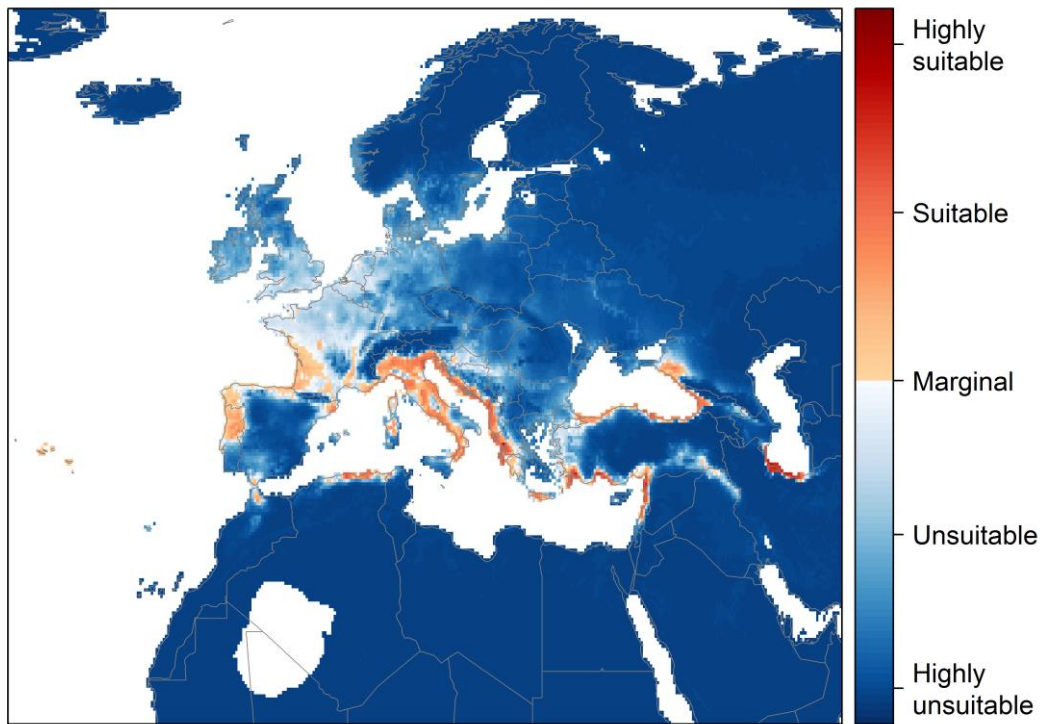 Highly
suitable
Suitable
Marginal
Unsuitable
Highly
unsuitable